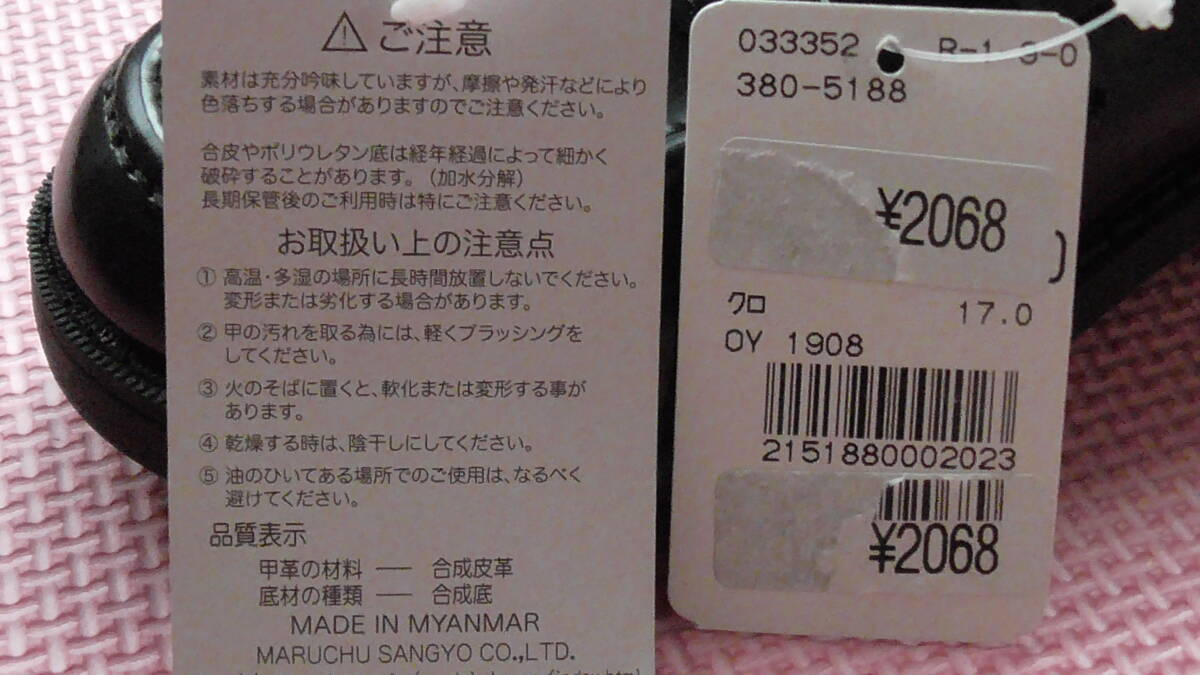 ご注意
素材は充分吟味していますが、摩擦や発汗などにより
色落ちする場合がありますのでご注意ください。
合皮やポリウレタン底は経年経過によって細かく
破砕することがあります。（加水分解）
長期保管後のご利用時は特にご注意ください。
お取扱い上の注意点
① 高温・多湿の場所に長時間放置しないでください。
変形または劣化する場合があります。
② 甲の汚れを取る為には、軽くブラッシングを
してください。
③ 火のそばに置くと、軟化または変形する事が
あります。
④ 乾燥する時は、陰干しにしてください。
⑤ 油のひいてある場所でのご使用は、なるべく
避けてください。
品質表示
甲革の材料 ― 合成皮革
底材の種類 ― 合成底
MADE IN MYANMAR
MARUCHU SANGYO CO.,LTD.
033352 R-1 S-0
380-5188
¥2068
クロ 17.0
OY 1908
2151880002023
¥2068